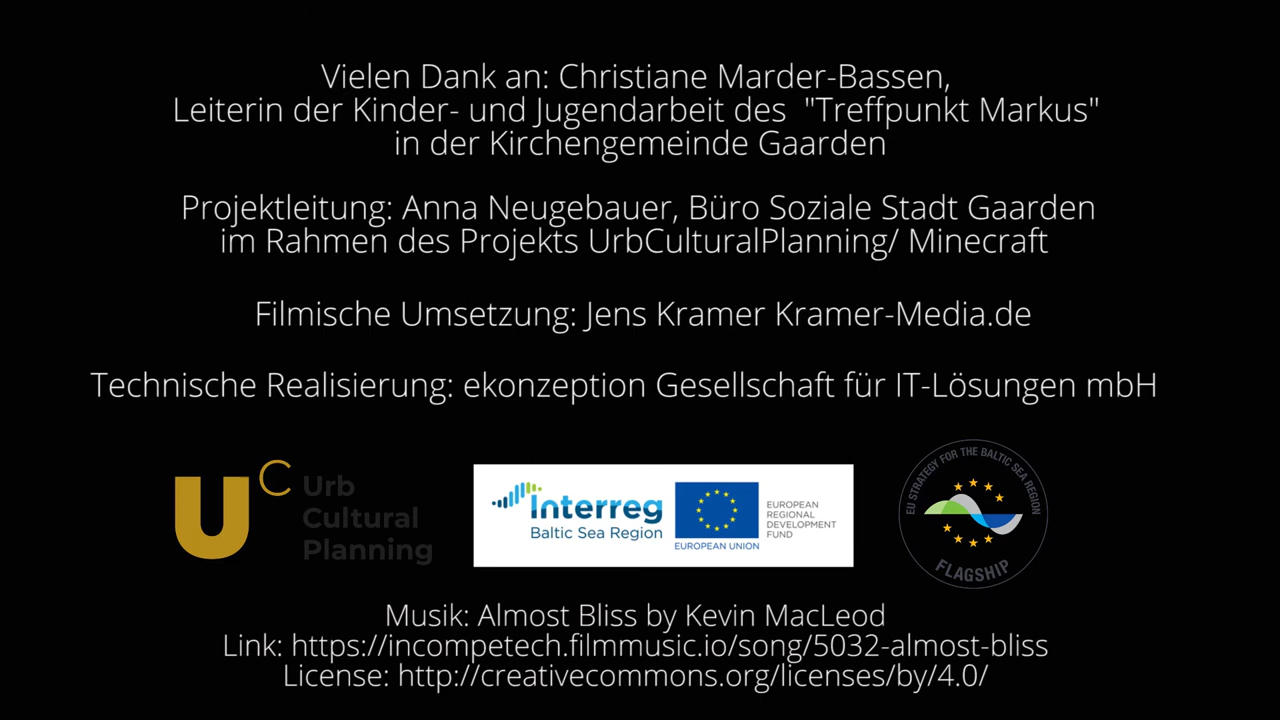 Vielen Dank an: Christiane Marder-Bassen,
Leiterin der Kinder- und Jugendarbeit des "Treffpunkt Markus"
in der Kirchengemeinde Gaarden
Projektleitung: Anna Neugebauer, Büro Soziale Stadt Gaarden
im Rahmen des Projekts UrbCulturalPlanning/ Minecraft
Filmische Umsetzung: Jens Kramer Kramer-Media.de
Technische Realisierung: ekonzeption Gesellschaft für IT-Lösungen mbH
UC
Urb
Cultural
Planning
Interreg
Baltic Sea Region
EUROPEAN UNION
EUROPEAN
REGIONAL
DEVELOPMENT
FUND
EU STRATEGY FOR THE BALTIC SEA REGION
FLAGSHIP
Musik: Almost Bliss by Kevin MacLeod
Link: https://incompetech.filmmusic.io/song/5032-almost-bliss
License: http://creativecommons.org/licenses/by/4.0/